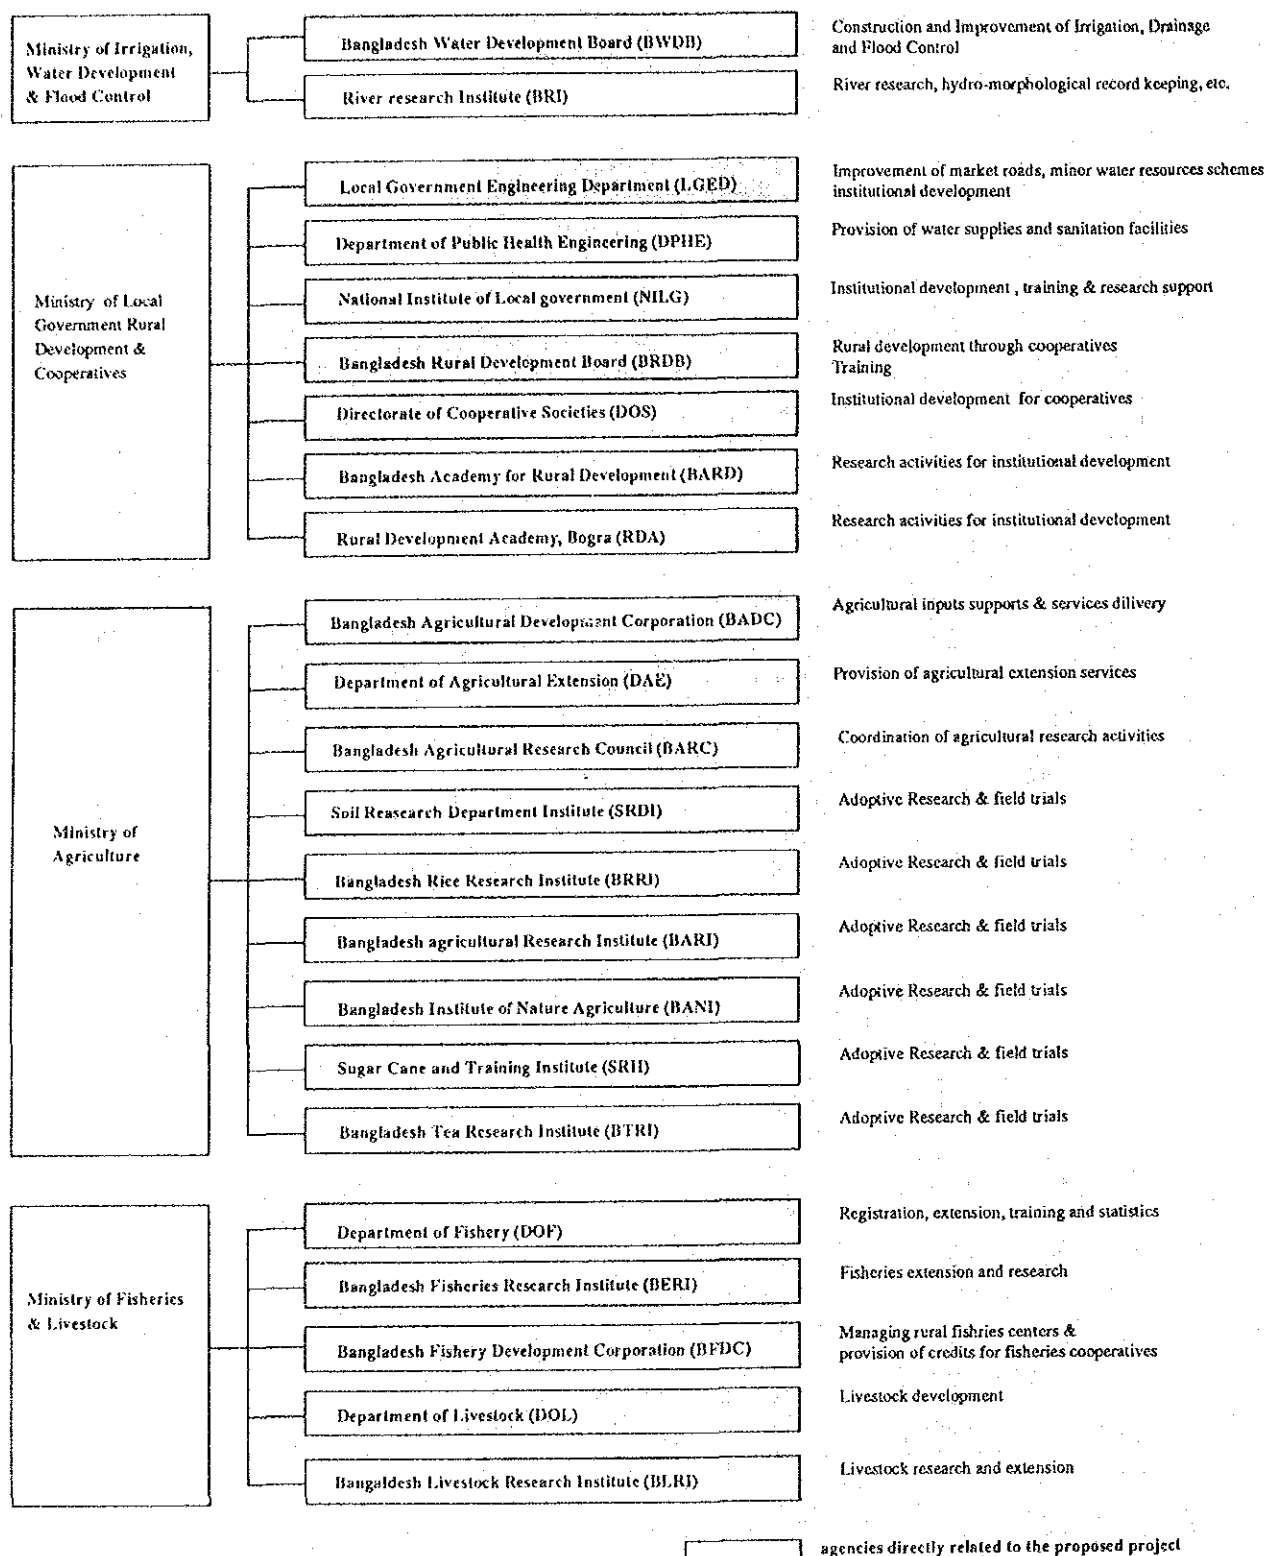 Ministry of Irrigation,
Water Development
& Flood Control
Bangladesh Water Development Board (BWDB)
Construction and Improvement of Irrigation, Drainage
and Flood Control
River research Institute (BRI)
River research, hydro-morphological record keeping, etc.
Ministry of Local
Government Rural
Development &
Cooperatives
Local Government Engineering Department (LGED)
Improvement of market roads, minor water resources schemes
institutional development
Department of Public Health Engineering (DPHE)
Provision of water supplies and sanitation facilities
National Institute of Local government (NILG)
Institutional development , training & research support
Bangladesh Rural Development Board (BRDB)
Rural development through cooperatives
Training
Directorate of Cooperative Societies (DOS)
Institutional development for cooperatives
Bangladesh Academy for Rural Development (BARD)
Research activities for institutional development
Rural Development Academy, Bogra (RDA)
Research activities for institutional development
Ministry of
Agriculture
Bangladesh Agricultural Development Corporation (BADC)
Agricultural inputs supports & services dilivery
Department of Agricultural Extension (DAE)
Provision of agricultural extension services
Bangladesh Agricultural Research Council (BARC)
Coordination of agricultural research activities
Soil Reasearch Department Institute (SRDI)
Adoptive Research & field trials
Bangladesh Rice Research Institute (BRRI)
Adoptive Research & field trials
Bangladesh agricultural Research Institute (BARI)
Adoptive Research & field trials
Bangladesh Institute of Nature Agriculture (BANI)
Adoptive Research & field trials
Sugar Cane and Training Institute (SRII)
Adoptive Research & field trials
Bangladesh Tea Research Institute (BTRI)
Adoptive Research & field trials
Ministry of Fisheries
& Livestock
Department of Fishery (DOF)
Registration, extension, training and statistics
Bangladesh Fisheries Research Institute (BERI)
Fisheries extension and research
Bangladesh Fishery Development Corporation (BFDC)
Managing rural fishries centers &
provision of credits for fisheries cooperatives
Department of Livestock (DOL)
Livestock development
Bangaldesh Livestock Research Institute (BLRI)
Livestock research and extension
agencies directly related to the proposed project